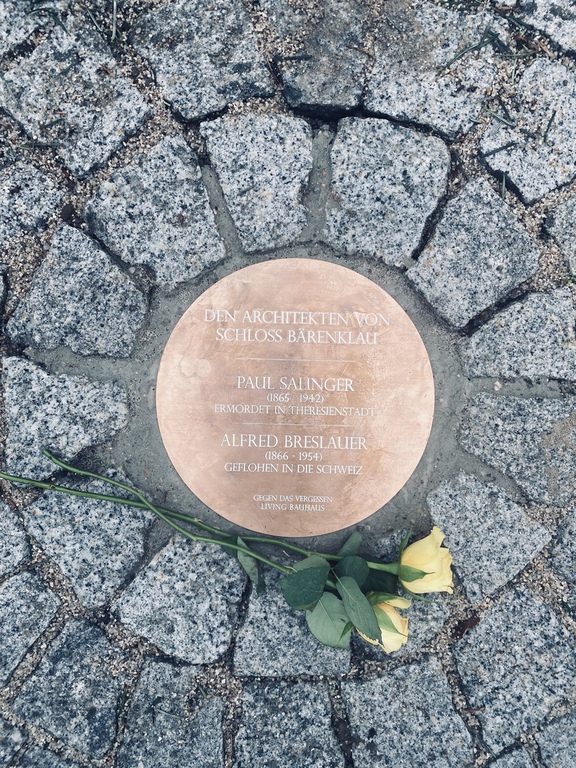 DEN ARCHITEKTEN VON
SCHLOSS BÄRENKLAU
PAUL SALINGER
(1865 - 1942)
ERMORDET IN THERESIENSTADT
ALFRED BRESLAUER
(1866 - 1954)
GEFLOHEN IN DIE SCHWEIZ
GEGEN DAS VERGESSEN
LIVING BAUHAUS